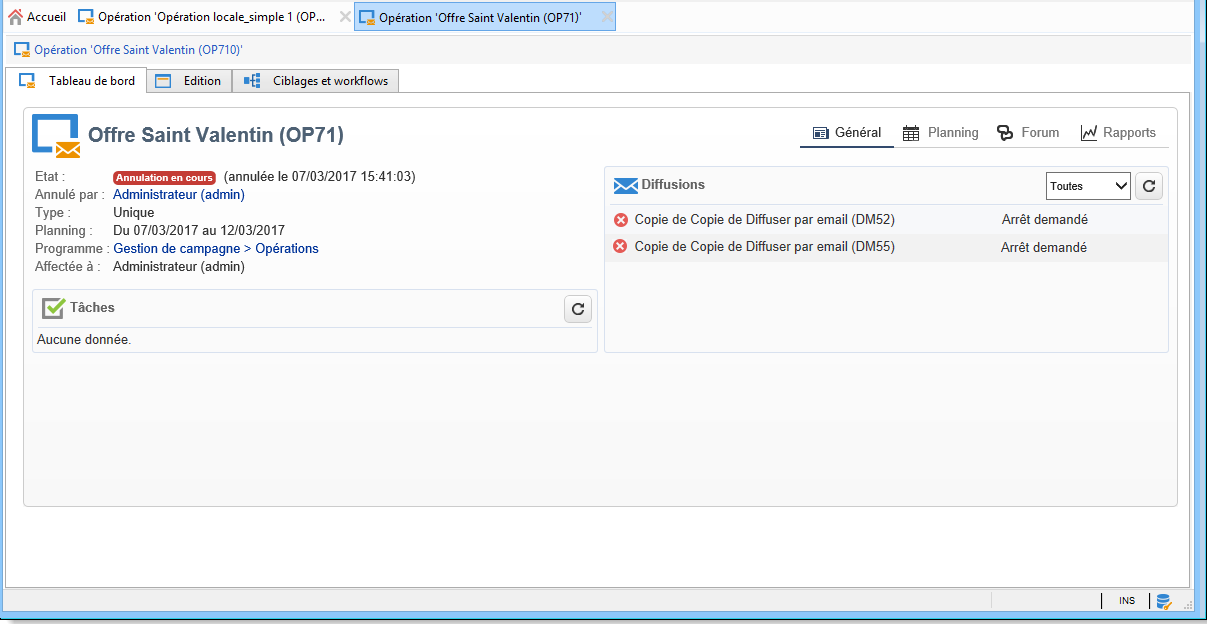 Accueil Opération 'Opération locale_simple 1 (OP... Opération 'Offre Saint Valentin (OP71)'
Opération 'Offre Saint Valentin (OP710)'
Tableau de bord Edition Ciblages et workflows
Offre Saint Valentin (OP71)
Général Planning Forum Rapports
Etat : Annulation en cours (annulée le 07/03/2017 15:41:03)
Annulé par : Administrateur (admin)
Type : Unique
Planning : Du 07/03/2017 au 12/03/2017
Programme : Gestion de campagne > Opérations
Affectée à : Administrateur (admin)
Tâches
Aucune donnée.
Diffusions Toutes
Copie de Copie de Diffuser par email (DM52) Arrêt demandé
Copie de Copie de Diffuser par email (DM55) Arrêt demandé
INS